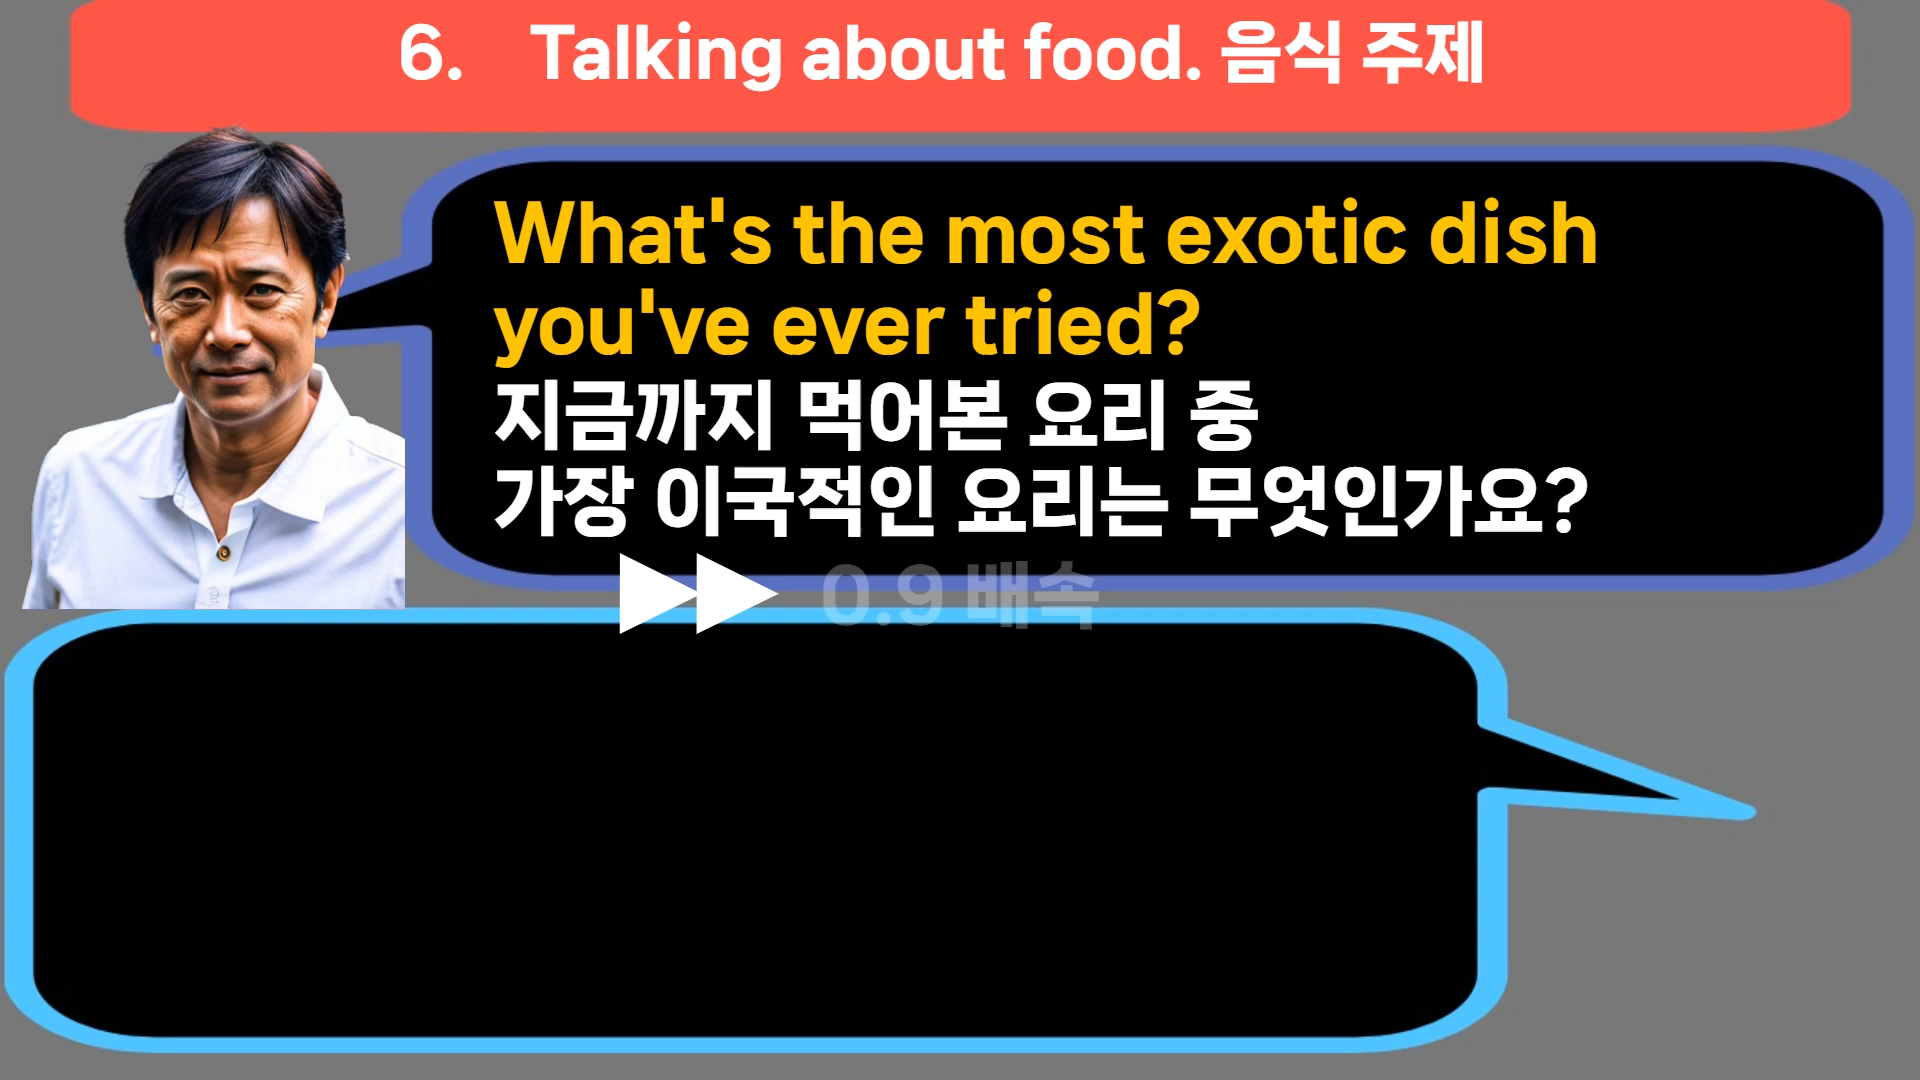 6. Talking about food. 음식 주제
What's the most exotic dish
you've ever tried?
지금까지 먹어본 요리 중
가장 이국적인 요리는 무엇인가요?
0.9 배속